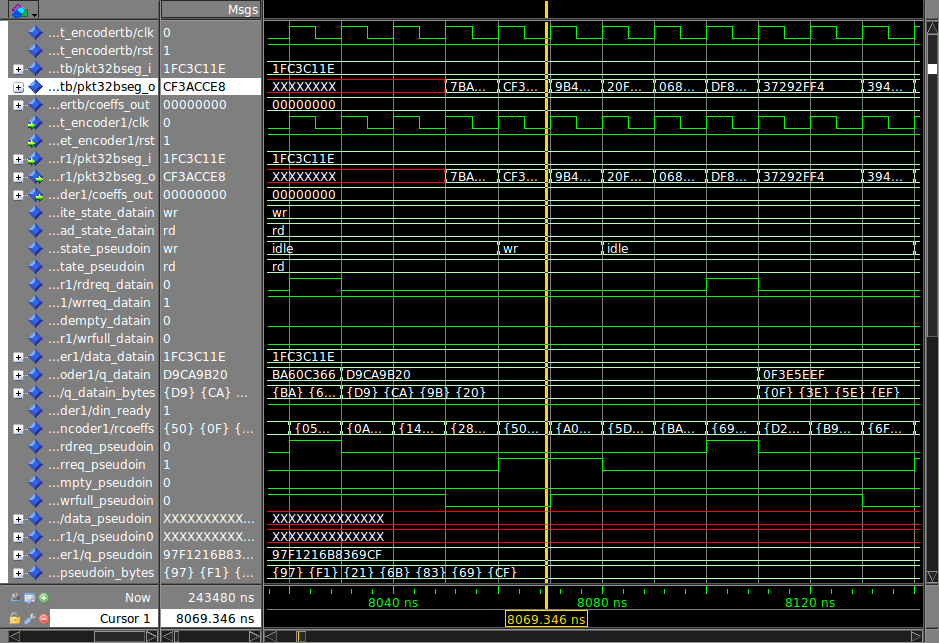 Msgs
...t_encodertb/clk 0
...t_encodertb/rst 1
...tb/pkt32bseg_i 1FC3C11E 1FC3C11E
...tb/pkt32bseg_o CF3ACCE8 XXXXXXXX 7BA... CF3... 9B4... 20F... 068... DF8... 37292FF4 394...
...ertb/coeffs_out 00000000 00000000
...t_encoder1/clk 0
...et_encoder1/rst 1
...r1/pkt32bseg_i 1FC3C11E 1FC3C11E
...r1/pkt32bseg_o CF3ACCE8 XXXXXXXX 7BA... CF3... 9B4... 20F... 068... DF8... 37292FF4 394...
...der1/coeffs_out 00000000 00000000
...ite_state_datain wr wr
...ad_state_datain rd rd
...state_pseudoin wr idle wr idle
...tate_pseudoin rd rd
...r1/rdreq_datain 0
...1/wrreq_datain 1
...dempty_datain 0
...r1/wrfull_datain 0
...er1/data_datain 1FC3C11E 1FC3C11E
...oder1/q_datain D9CA9B20 BA60C366 D9CA9B20 0F3E5EEF
.../q_datain_bytes {D9} {CA} ... {BA} {6... {D9} {CA} {9B} {20} {0F} {3E} {5E} {EF}
...der1/din_ready 1
...ncoder1/rcoeffs {50} {0F} {... {05... {0A... {14... {28... {50... {A0... {5D... {BA... {69... {D2... {B9... {6F...
...rdreq_pseudoin 0
...rreq_pseudoin 1
...mpty_pseudoin 0
...wrfull_pseudoin 0
.../data_pseudoin XXXXXXXXXX... XXXXXXXXXXXXXX
...r1/q_pseudoin0 XXXXXXXXXX... XXXXXXXXXXXXXX
...er1/q_pseudoin 97F1216B83... 97F1216B8369CF
...pseudoin_bytes {97} {F1} {... {97} {F1} {21} {6B} {83} {69} {CF}
Now 243480 ns 8040 ns 8080 ns 8120 ns
Cursor 1 8069.346 ns 8069.346 ns